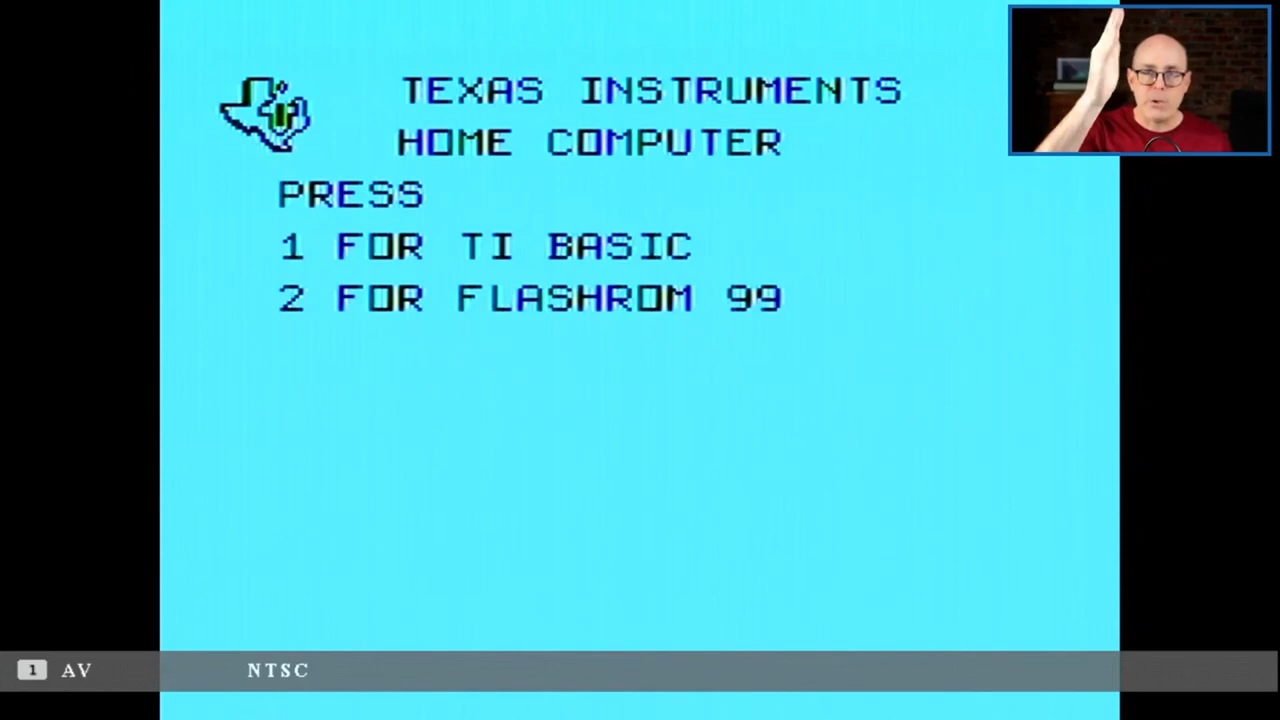 TEXAS INSTRUMENTS
HOME COMPUTER
PRESS
1 FOR TI BASIC
2 FOR FLASHROM 99
1 AV NTSC